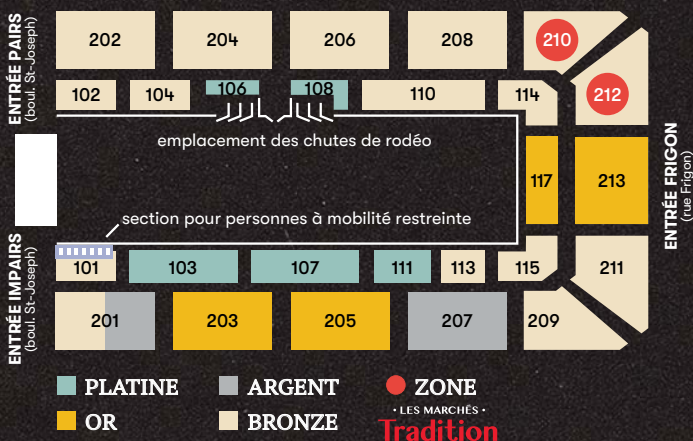 ENTRÉE PAIRS
(boul. St-Joseph)
202 204 206 208 210
212
102 104 106 108 110 114
emplacement des chutes de rodéo
117 213
ENTRÉE FRIGON
(rue Frigon)
section pour personnes à mobilité restreinte
ENTRÉE IMPAIRS
(boul. St-Joseph)
101 103 107 111 113 115 211
201 203 205 207 209
PLATINE ARGENT ZONE
• LES MARCHÉS •
OR BRONZE Tradition